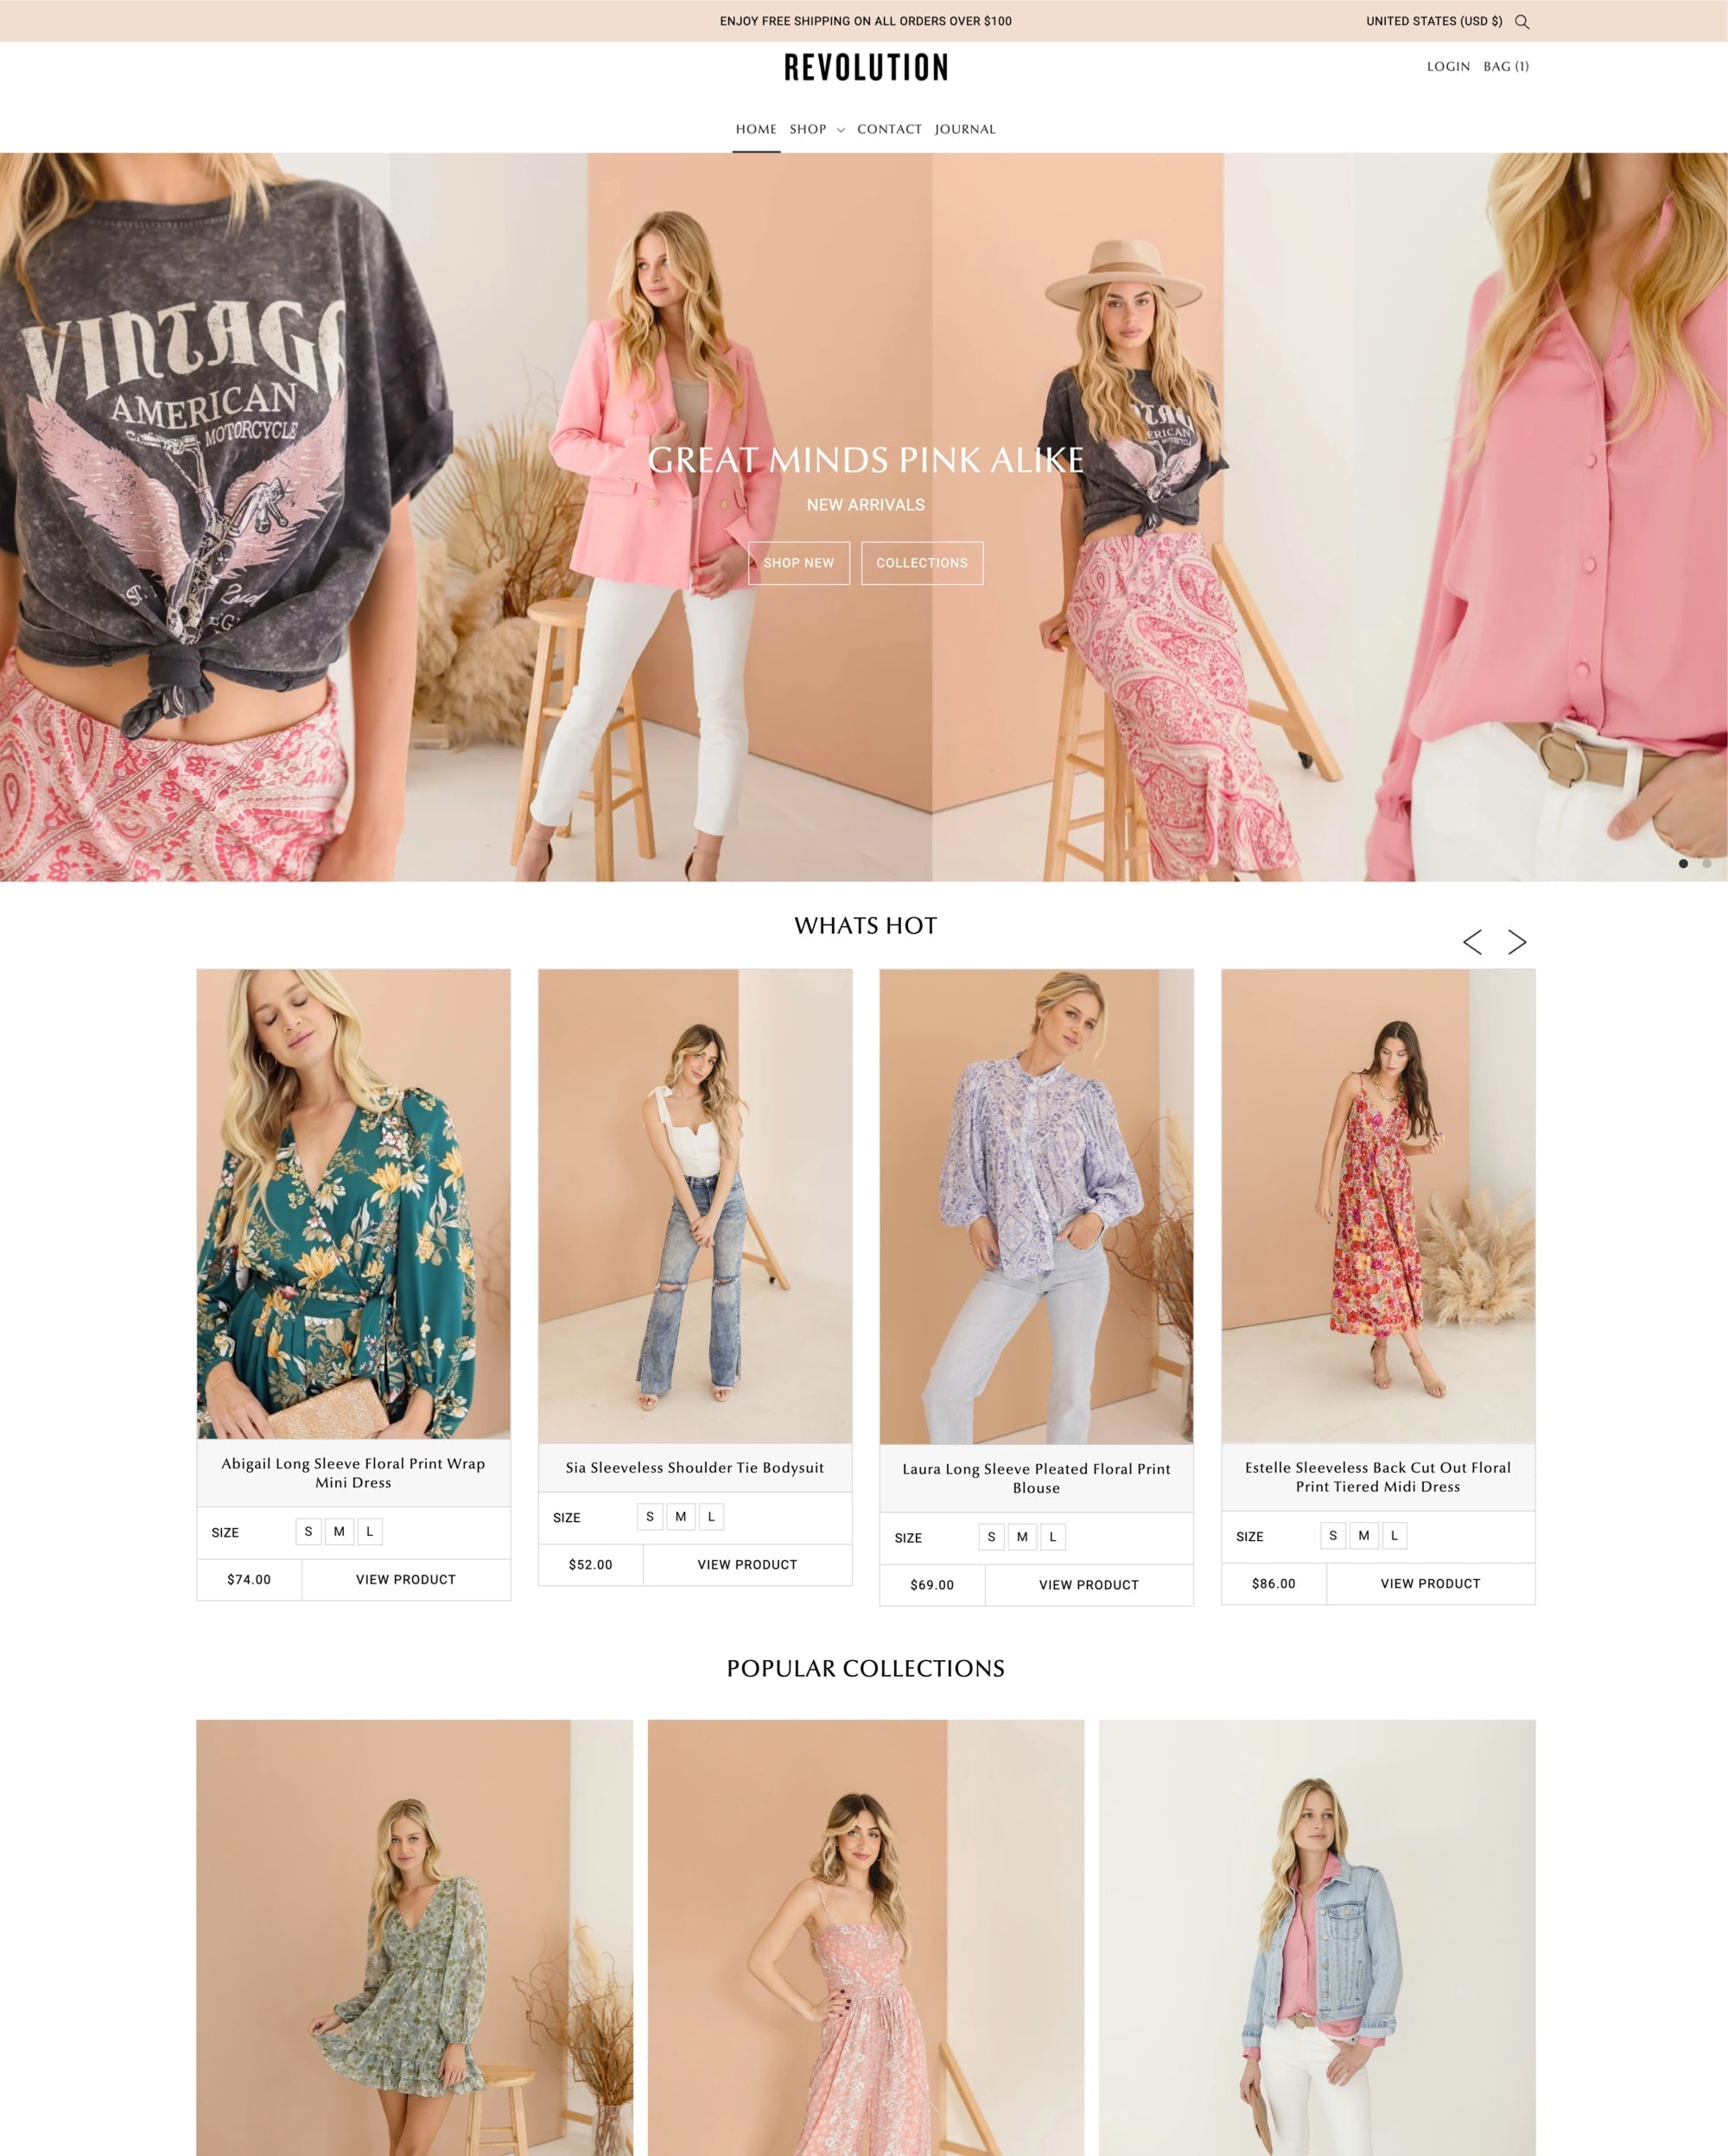 ENJOY FREE SHIPPING ON ALL ORDERS OVER $100
UNITED STATES (USD $)
REVOLUTION
LOGIN BAG (1)
HOME SHOP CONTACT JOURNAL
VINTAGE
AMERICAN
MOTORCYCLE
GREAT MINDS PINK ALIKE
NEW ARRIVALS
SHOP NEW COLLECTIONS
WHATS HOT
Abigail Long Sleeve Floral Print Wrap
Mini Dress
SIZE S M L
$74.00 VIEW PRODUCT
Sia Sleeveless Shoulder Tie Bodysuit
SIZE S M L
$52.00 VIEW PRODUCT
Laura Long Sleeve Pleated Floral Print
Blouse
SIZE S M L
$69.00 VIEW PRODUCT
Estelle Sleeveless Back Cut Out Floral
Print Tiered Midi Dress
SIZE S M L
$86.00 VIEW PRODUCT
POPULAR COLLECTIONS